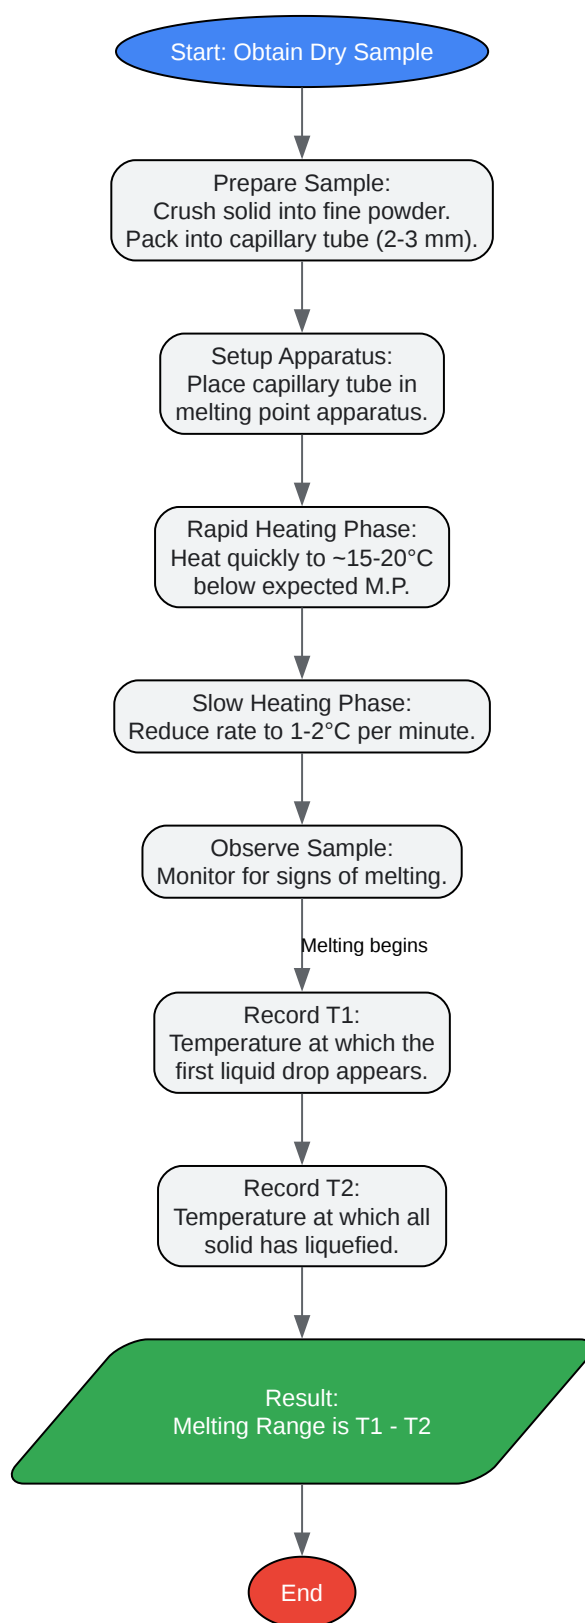 Start: Obtain Dry Sample
Prepare Sample:
Crush solid into fine powder.
Pack into capillary tube (2-3 mm).
Setup Apparatus:
Place capillary tube in
melting point apparatus.
Rapid Heating Phase:
Heat quickly to ~15-20°C
below expected M.P.
Slow Heating Phase:
Reduce rate to 1-2°C per minute.
Observe Sample:
Monitor for signs of melting.
Melting begins
Record T1:
Temperature at which the
first liquid drop appears.
Record T2:
Temperature at which all
solid has liquefied.
Result:
Melting Range is T1 - T2
End